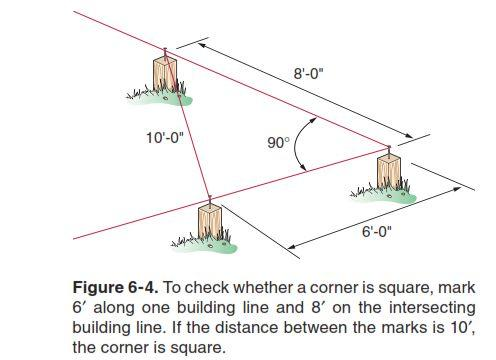 8'-0"
10'-0"
90°
6'-0"
Figure 6-4. To check whether a corner is square, mark
6′ along one building line and 8′ on the intersecting
building line. If the distance between the marks is 10′,
the corner is square.